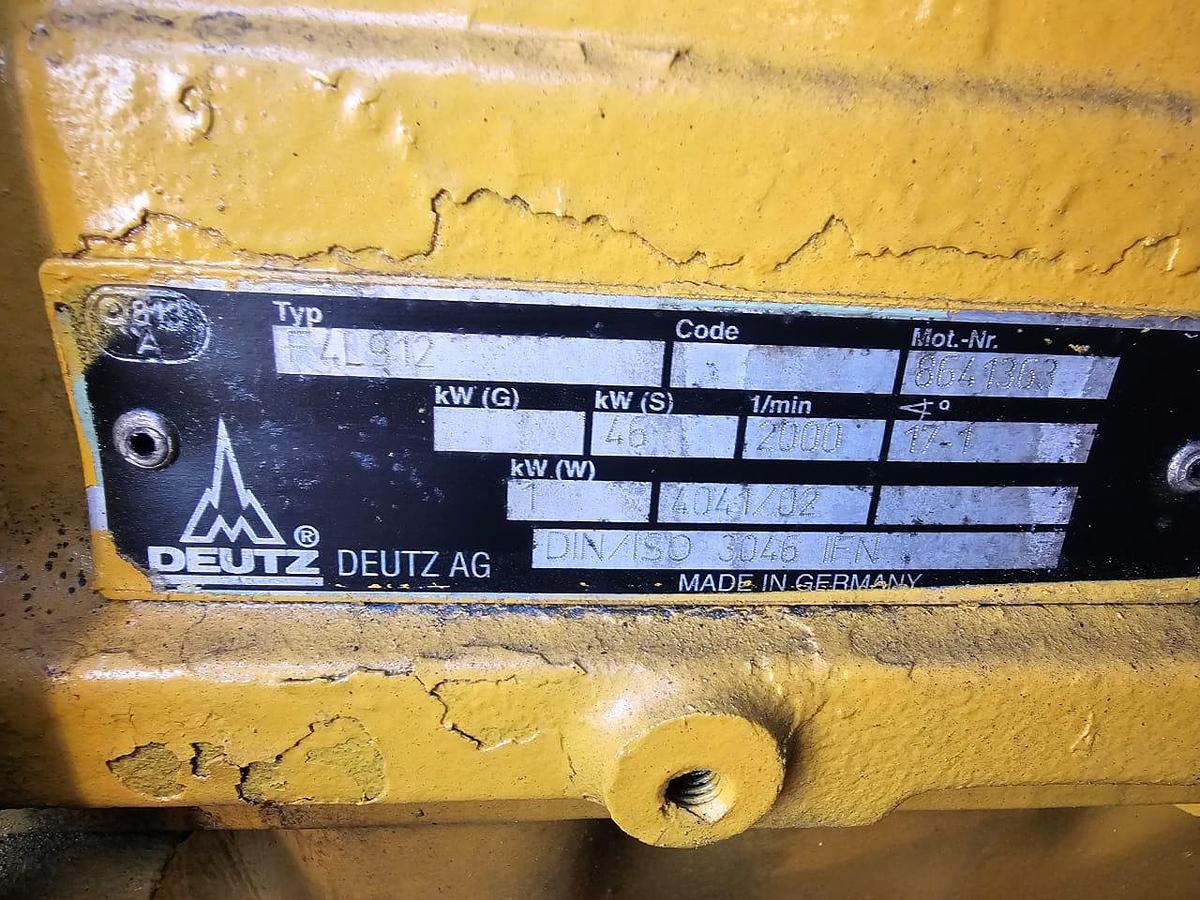 813
A
Typ
F4L912
Code
Mot.-Nr.
8641363
kW (G)
kW (S)
46
1/min
2000
∢°
17-1
kW (W)
1
4041/02
DIN/ISO 3046 IFN
DEUTZ ®
DEUTZ AG
MADE IN GERMANY